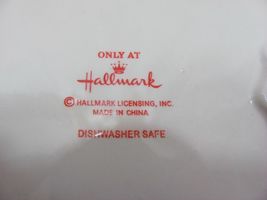 ONLY AT
Hallmark
© HALLMARK LICENSING, INC.
MADE IN CHINA
DISHWASHER SAFE